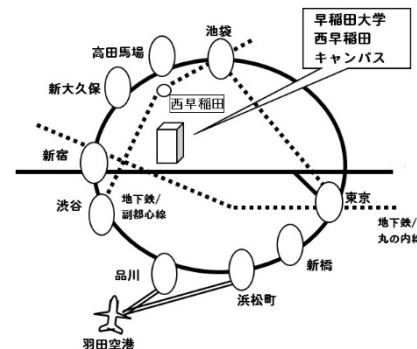 早稲田大学
西早稲田
キャンパス
池袋
高田馬場
新大久保
西早稲田
新宿
渋谷
地下鉄/
副都心線
東京
地下鉄/
丸の内線
新橋
品川
浜松町
羽田空港